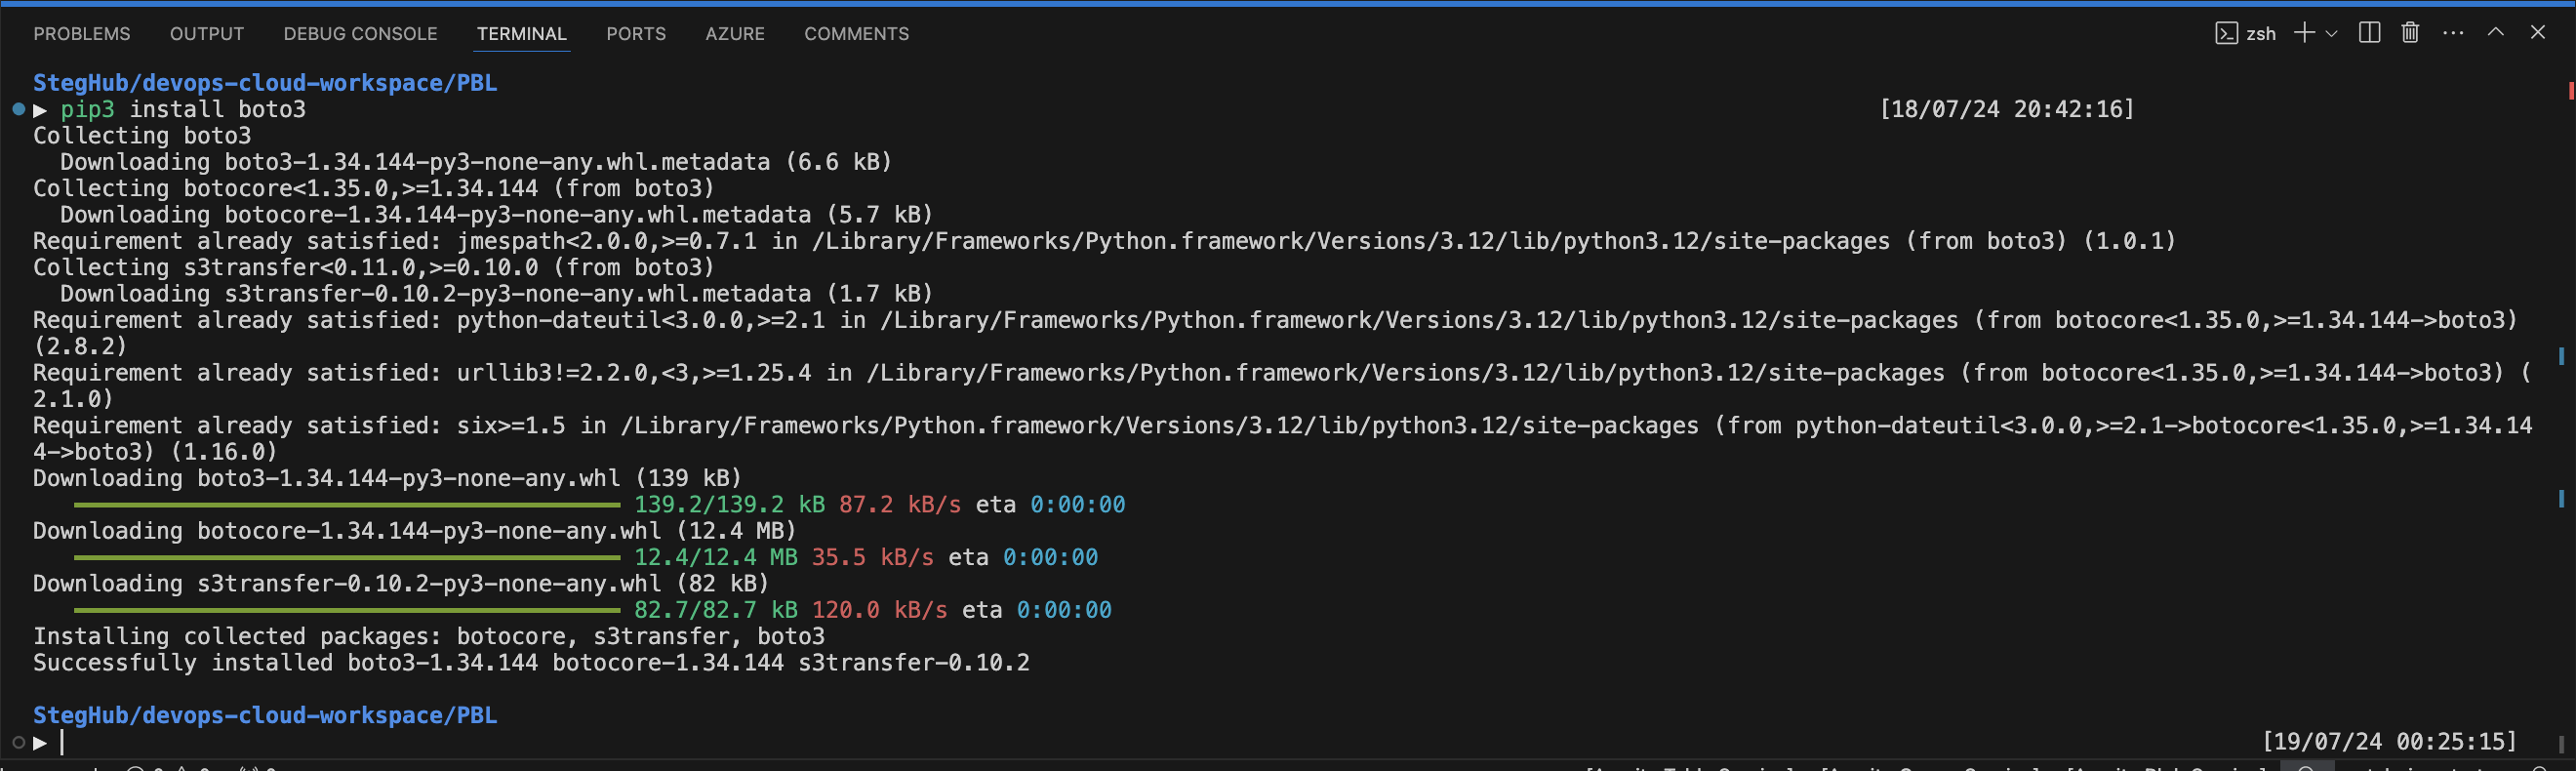 PROBLEMS OUTPUT DEBUG CONSOLE TERMINAL PORTS AZURE COMMENTS zsh
StegHub/devops-cloud-workspace/PBL
pip3 install boto3 [18/07/24 20:42:16]
Collecting boto3
Downloading boto3-1.34.144-py3-none-any.whl.metadata (6.6 kB)
Collecting botocore<1.35.0,>=1.34.144 (from boto3)
Downloading botocore-1.34.144-py3-none-any.whl.metadata (5.7 kB)
Requirement already satisfied: jmespath<2.0.0,>=0.7.1 in /Library/Frameworks/Python.framework/Versions/3.12/lib/python3.12/site-packages (from boto3) (1.0.1)
Collecting s3transfer<0.11.0,>=0.10.0 (from boto3)
Downloading s3transfer-0.10.2-py3-none-any.whl.metadata (1.7 kB)
Requirement already satisfied: python-dateutil<3.0.0,>=2.1 in /Library/Frameworks/Python.framework/Versions/3.12/lib/python3.12/site-packages (from botocore<1.35.0,>=1.34.144->boto3)
(2.8.2)
Requirement already satisfied: urllib3!=2.2.0,<3,>=1.25.4 in /Library/Frameworks/Python.framework/Versions/3.12/lib/python3.12/site-packages (from botocore<1.35.0,>=1.34.144->boto3) (
2.1.0)
Requirement already satisfied: six>=1.5 in /Library/Frameworks/Python.framework/Versions/3.12/lib/python3.12/site-packages (from python-dateutil<3.0.0,>=2.1->botocore<1.35.0,>=1.34.14
4->boto3) (1.16.0)
Downloading boto3-1.34.144-py3-none-any.whl (139 kB)
139.2/139.2 kB 87.2 kB/s eta 0:00:00
Downloading botocore-1.34.144-py3-none-any.whl (12.4 MB)
12.4/12.4 MB 35.5 kB/s eta 0:00:00
Downloading s3transfer-0.10.2-py3-none-any.whl (82 kB)
82.7/82.7 kB 120.0 kB/s eta 0:00:00
Installing collected packages: botocore, s3transfer, boto3
Successfully installed boto3-1.34.144 botocore-1.34.144 s3transfer-0.10.2
StegHub/devops-cloud-workspace/PBL
[19/07/24 00:25:15]